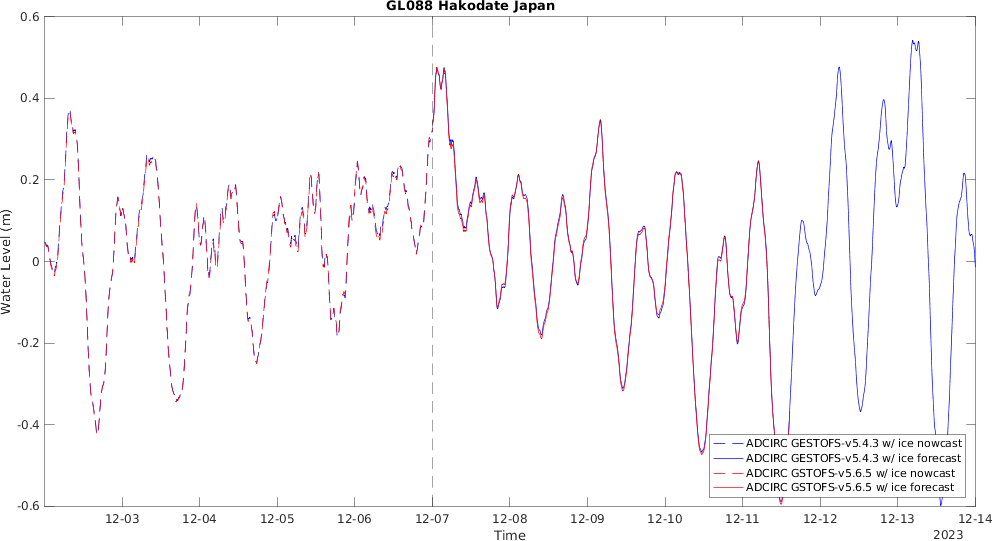 GL088 Hakodate Japan
0.6
0.4
0.2
0
-0.2
-0.4
-0.6
Water Level (m)
ADCIRC GESTOFS-v5.4.3 w/ ice nowcast
ADCIRC GESTOFS-v5.4.3 w/ ice forecast
ADCIRC GSTOFS-v5.6.5 w/ ice nowcast
ADCIRC GSTOFS-v5.6.5 w/ ice forecast
12-03 12-04 12-05 12-06 12-07 12-08 12-09 12-10 12-11 12-12 12-13 12-14
Time
2023